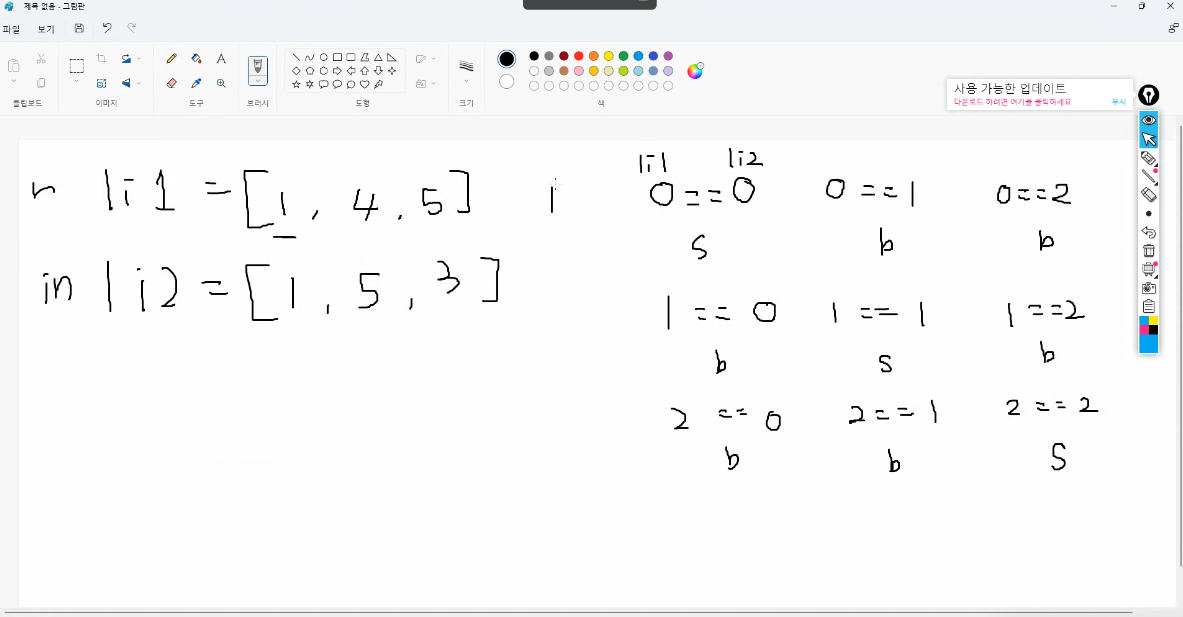 제목 없음 - 그림판
파일 보기
클립보드 이미지 도구 브러시 도형 크기 색
사용 가능한 업데이트
다운로드 하려면 여기를 클릭하세요 무시
li1 li2
r li1 = [1, 4, 5] i 0 == 0 0 == 1 0 == 2
s b b
in li2 = [1, 5, 3] 1 == 0 1 == 1 1 == 2
b s b
2 == 0 2 == 1 2 == 2
b b S